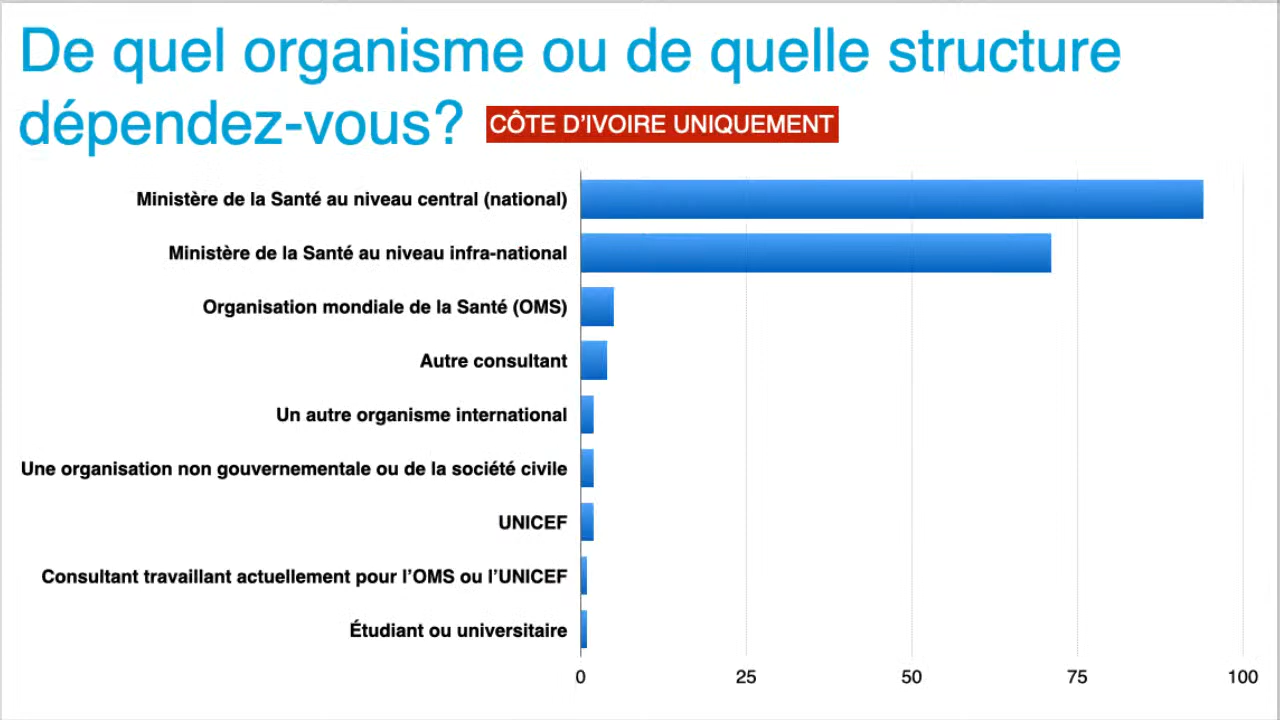 De quel organisme ou de quelle structure
dépendez-vous? CÔTE D’IVOIRE UNIQUEMENT
Ministère de la Santé au niveau central (national)
Ministère de la Santé au niveau infra-national
Organisation mondiale de la Santé (OMS)
Autre consultant
Un autre organisme international
Une organisation non gouvernementale ou de la société civile
UNICEF
Consultant travaillant actuellement pour l’OMS ou l’UNICEF
Étudiant ou universitaire
0 25 50 75 100